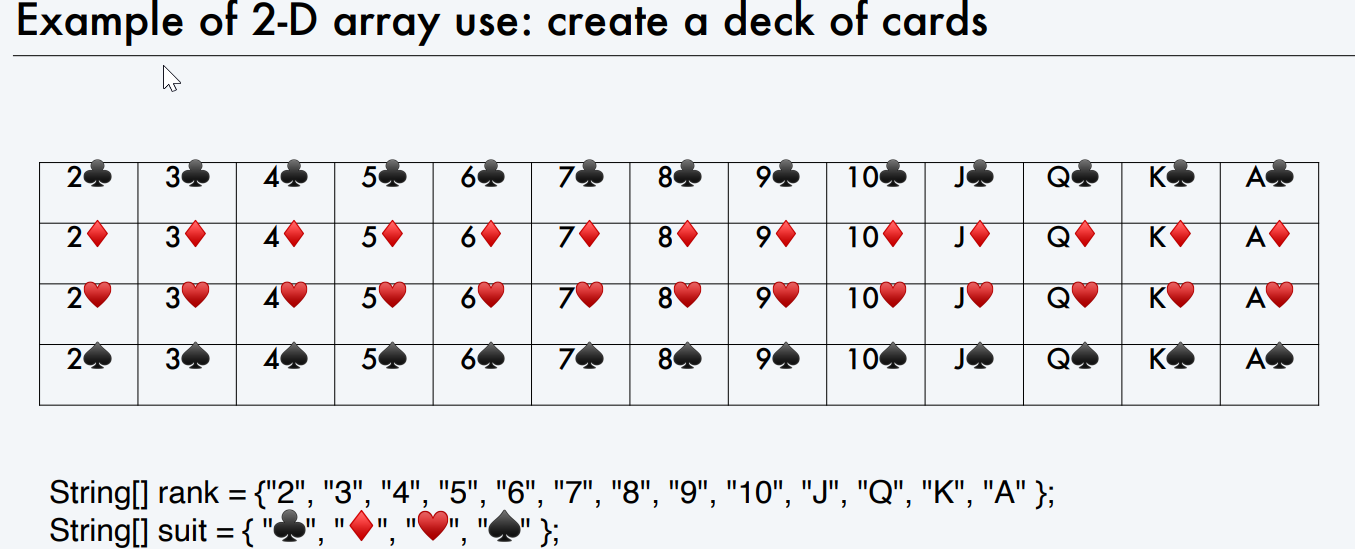 Example of 2-D array use: create a deck of cards
2♣ 3♣ 4♣ 5♣ 6♣ 7♣ 8♣ 9♣ 10♣ J♣ Q♣ K♣ A♣
2♦ 3♦ 4♦ 5♦ 6♦ 7♦ 8♦ 9♦ 10♦ J♦ Q♦ K♦ A♦
2♥ 3♥ 4♥ 5♥ 6♥ 7♥ 8♥ 9♥ 10♥ J♥ Q♥ K♥ A♥
2♠ 3♠ 4♠ 5♠ 6♠ 7♠ 8♠ 9♠ 10♠ J♠ Q♠ K♠ A♠
String[] rank = {"2", "3", "4", "5", "6", "7", "8", "9", "10", "J", "Q", "K", "A" };
String[] suit = { "♣", "♦", "♥", "♠" };